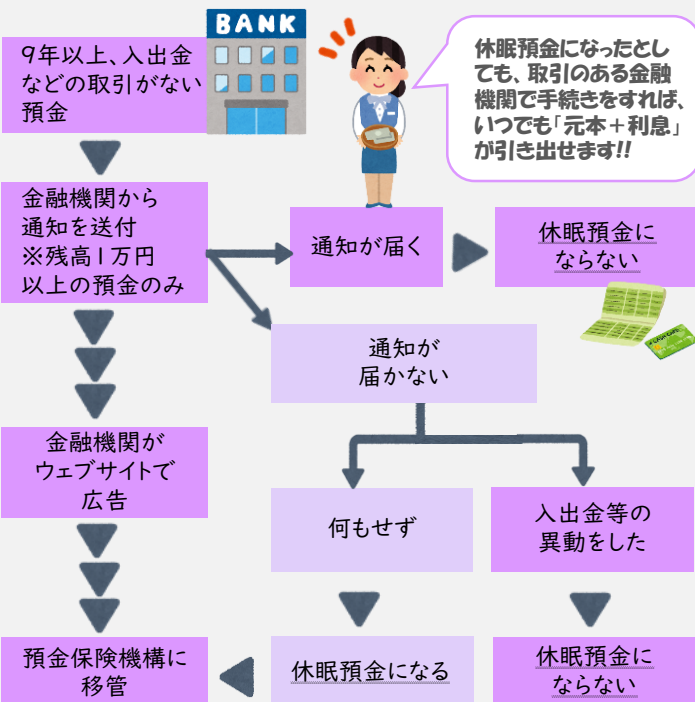 BANK
9年以上、入出金
などの取引がない
預金
休眠預金になったとし
ても、取引のある金融
機関で手続きをすれば、
いつでも「元本+利息」
が引き出せます!!
金融機関から
通知を送付
※残高1万円
以上の預金のみ
通知が届く
休眠預金に
ならない
通知が
届かない
金融機関が
ウェブサイトで
広告
何もせず
入出金等の
異動をした
預金保険機構に
移管
休眠預金になる
休眠預金に
ならない